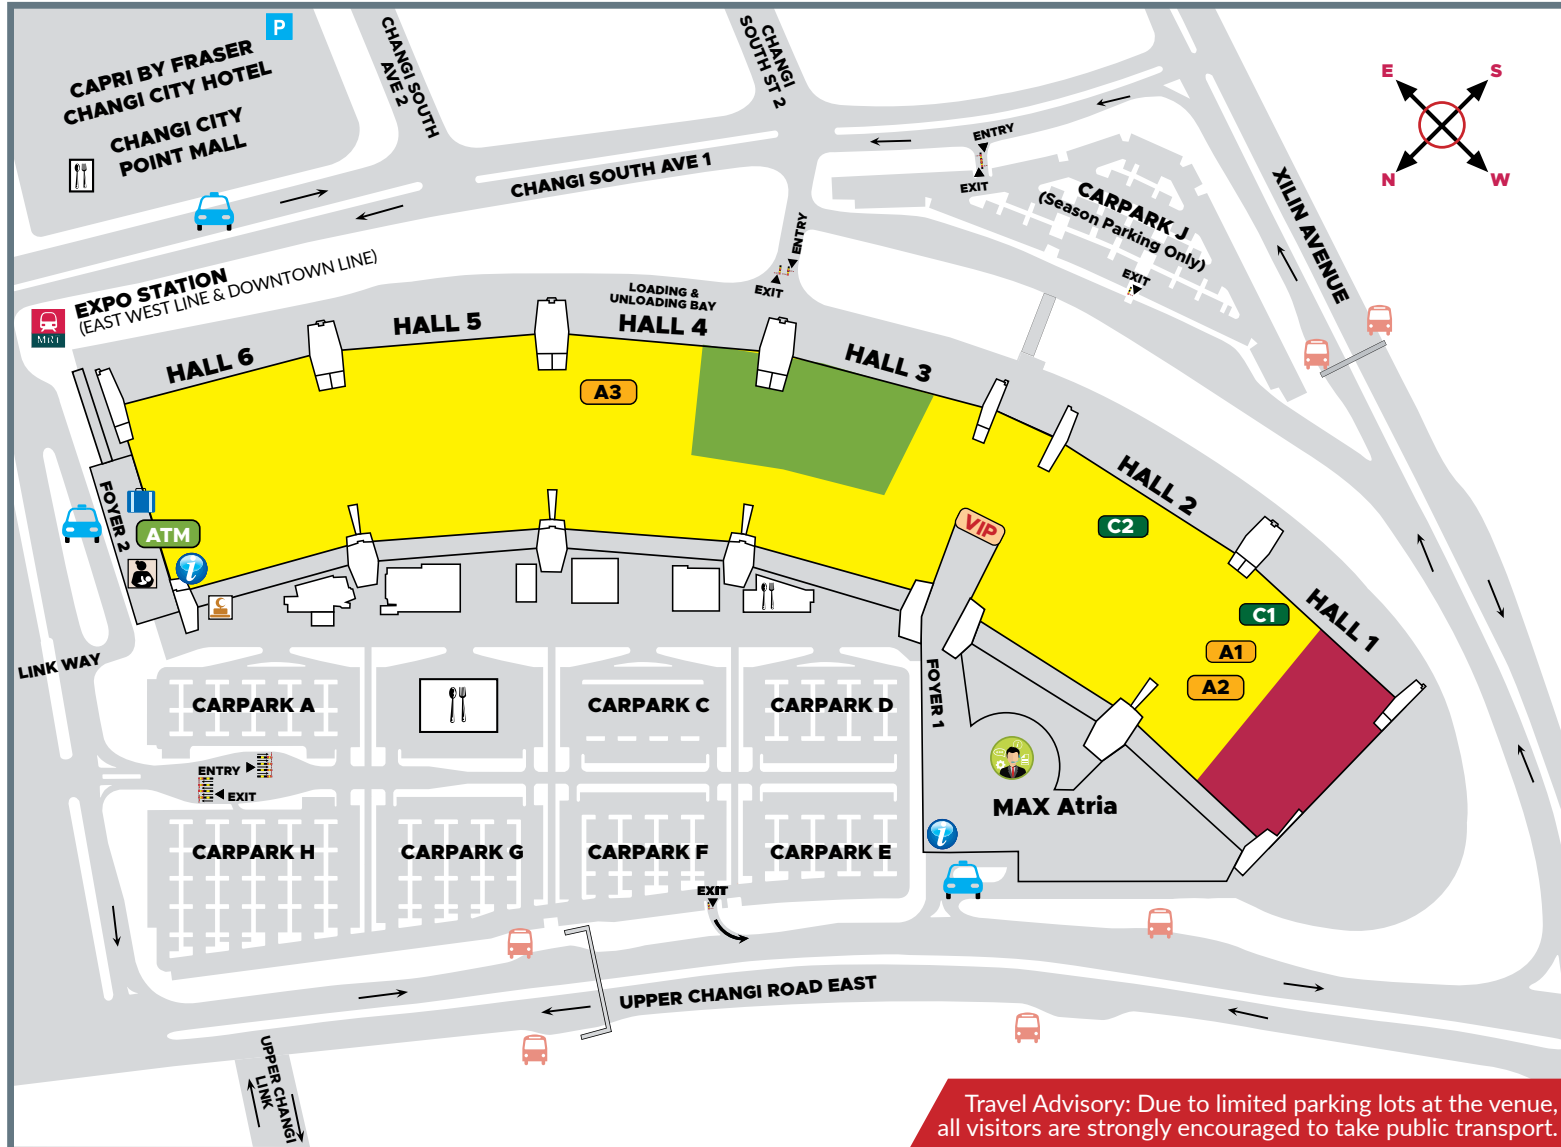 P
CAPRI BY FRASER
CHANGI CITY HOTEL
CHANGI CITY
POINT MALL
CHANGI SOUTH
AVE 2
CHANGI
SOUTH ST 2
CHANGI SOUTH AVE 1
ENTRY
EXIT
CARPARK J
(Season Parking Only)
EXIT
XILIN AVENUE
E
S
N
W
EXPO STATION
(EAST WEST LINE & DOWNTOWN LINE)
MRT
ENTRY
EXIT
LOADING &
UNLOADING BAY
HALL 6
HALL 5
HALL 4
HALL 3
HALL 2
HALL 1
A3
C2
C1
A1
A2
VIP
FOYER 2
ATM
i
LINK WAY
CARPARK A
CARPARK C
CARPARK D
FOYER 1
ENTRY
EXIT
MAX Atria
i
CARPARK H
CARPARK G
CARPARK F
CARPARK E
EXIT
UPPER CHANGI ROAD EAST
UPPER CHANGI
LINK
Travel Advisory: Due to limited parking lots at the venue,
all visitors are strongly encouraged to take public transport.